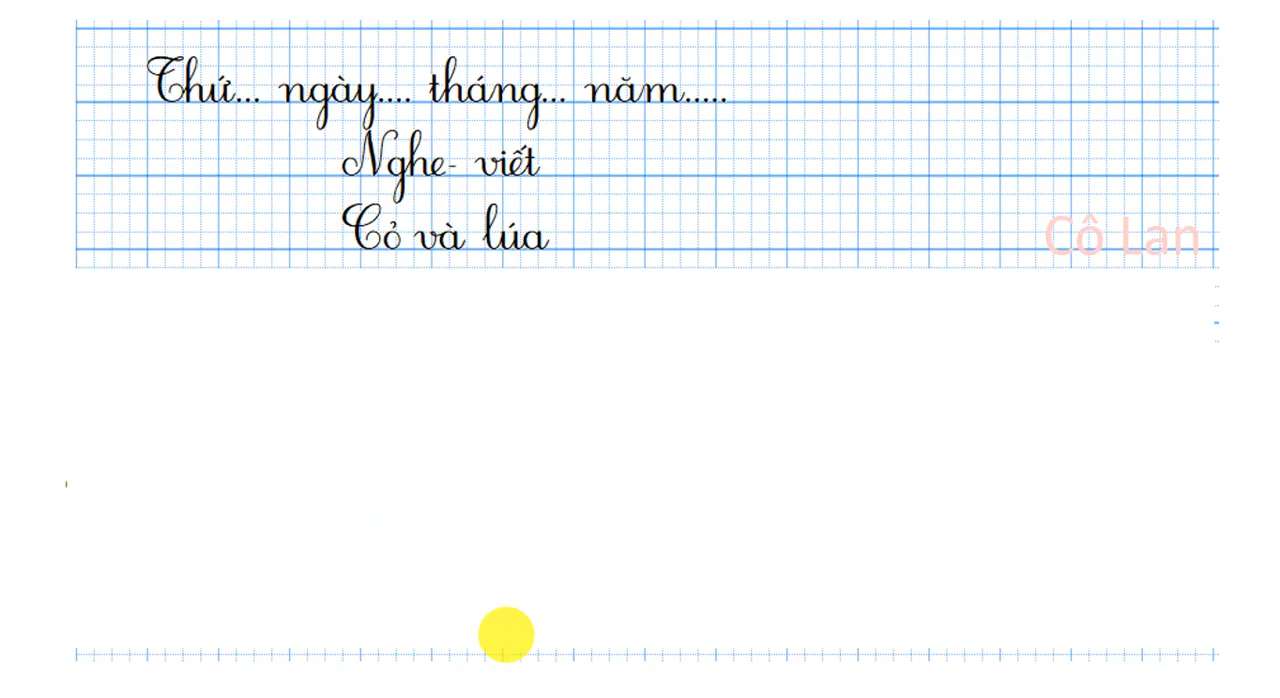 Thứ... ngày.... tháng... năm.....
Nghe- viết
Cỏ và lúa
Cô Lan